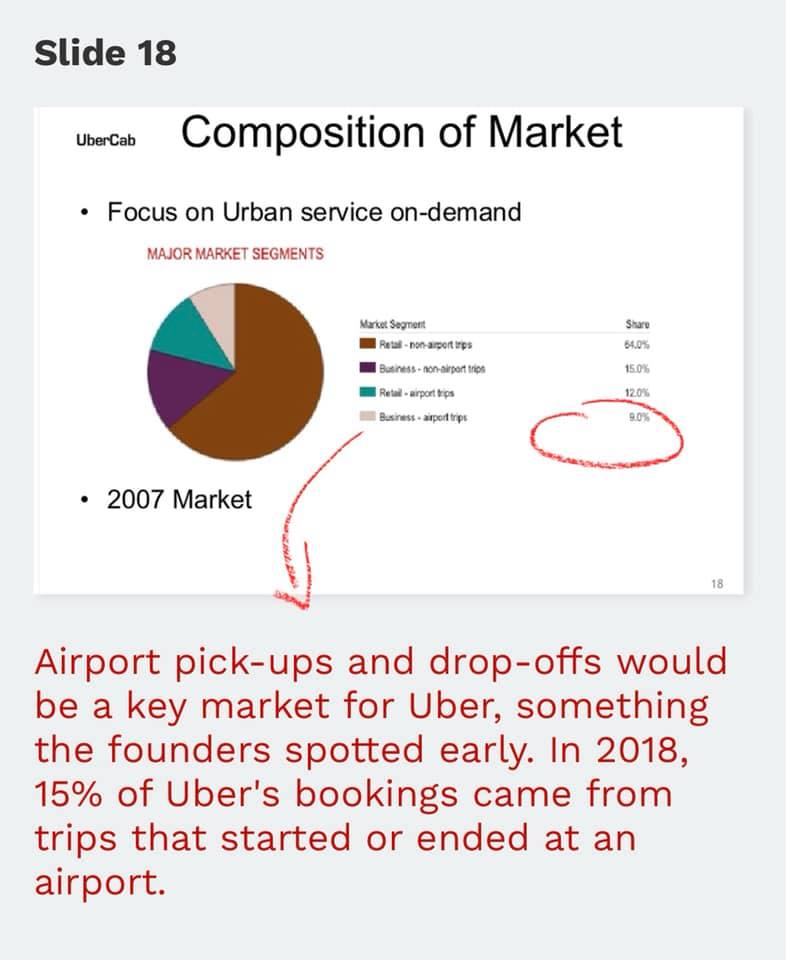 Slide 18
UberCab
Composition of Market
• Focus on Urban service on-demand
MAJOR MARKET SEGMENTS
Market Segment Share
Retail - non-airport trips 64.0%
Business - non-airport trips 15.0%
Retail - airport trips 12.0%
Business - airport trips 9.0%
• 2007 Market
18
Airport pick-ups and drop-offs would
be a key market for Uber, something
the founders spotted early. In 2018,
15% of Uber's bookings came from
trips that started or ended at an
airport.